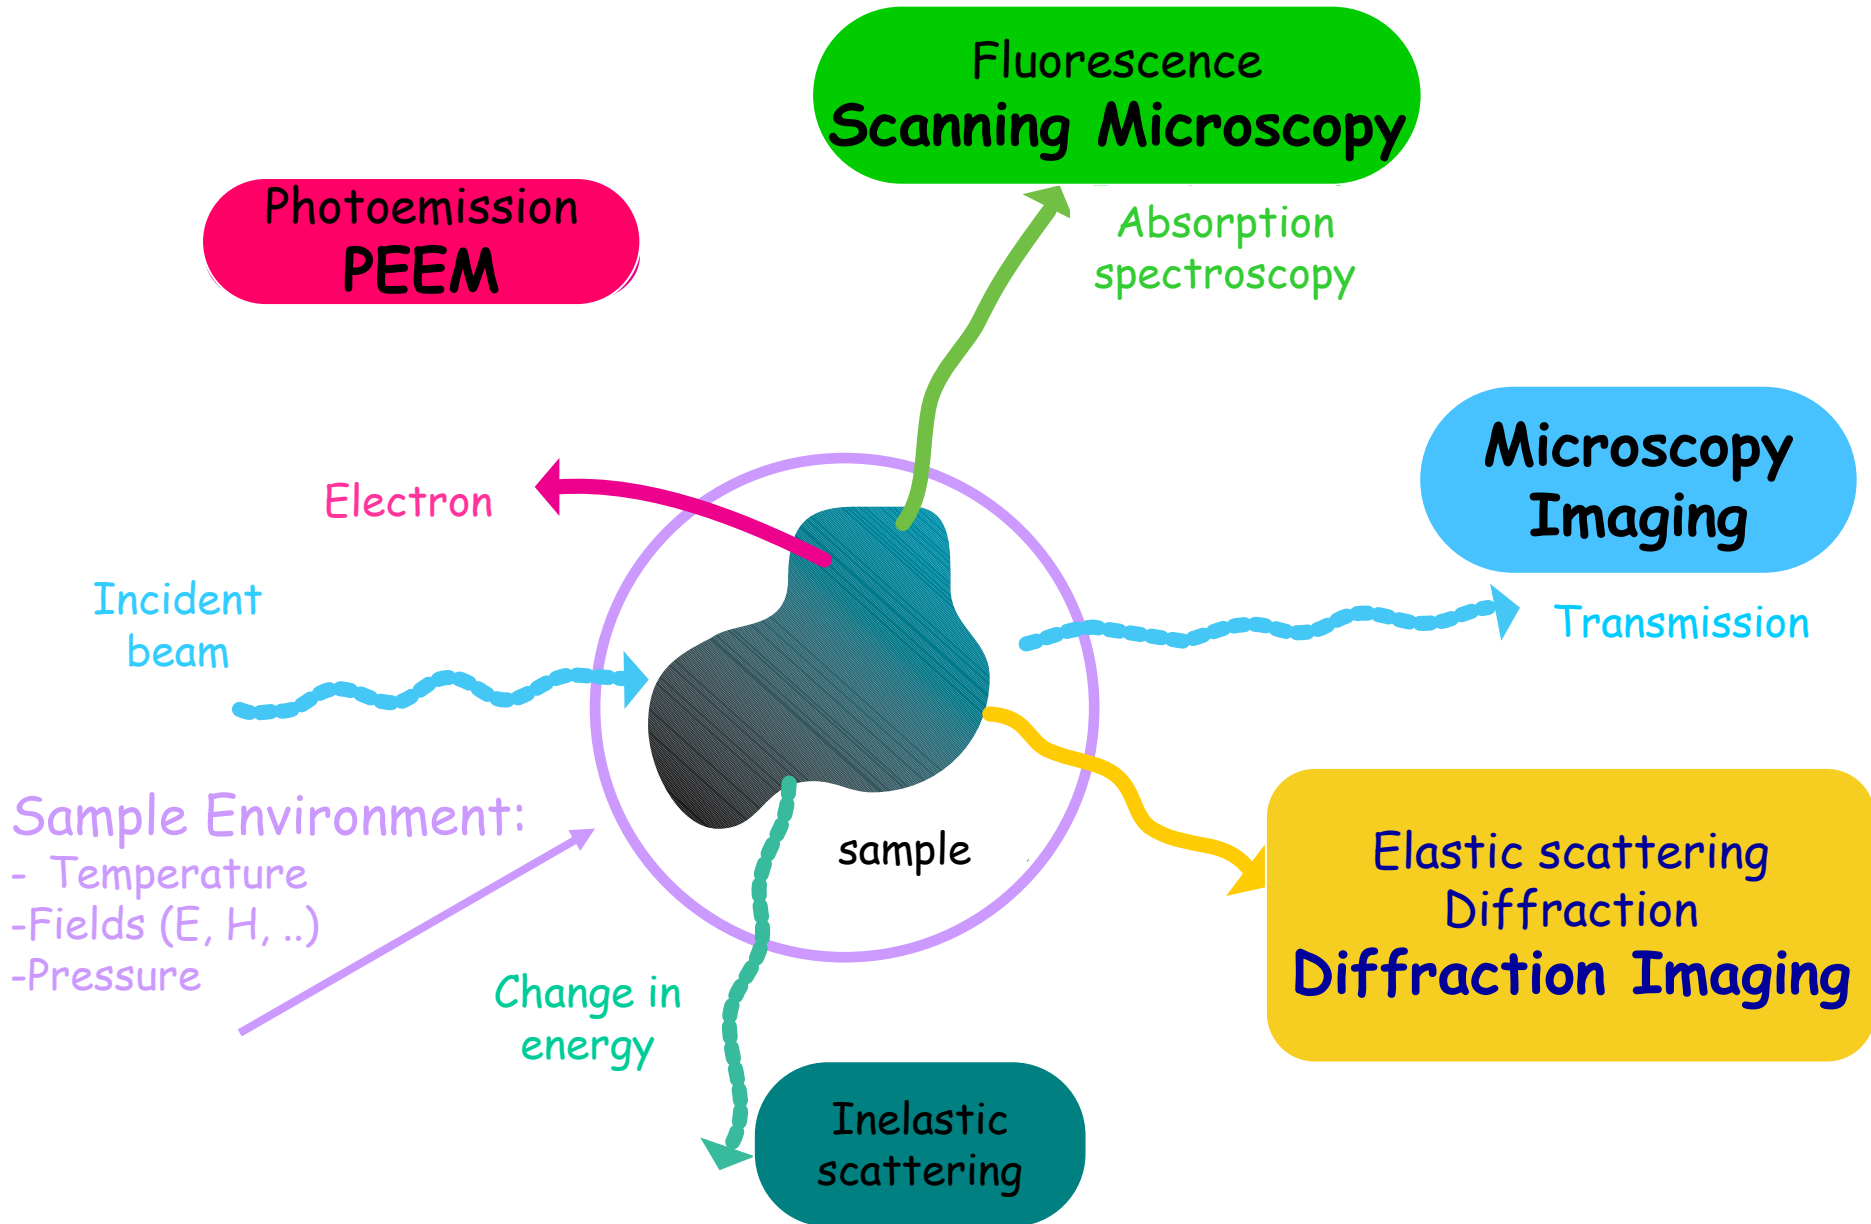 Fluorescence
Scanning Microscopy
Photoemission
PEEM
Absorption
spectroscopy
Microscopy
Imaging
Electron
Incident
beam
Transmission
Sample Environment:
- Temperature
-Fields (E, H, ..)
-Pressure
sample
Elastic scattering
Diffraction
Diffraction Imaging
Change in
energy
Inelastic
scattering